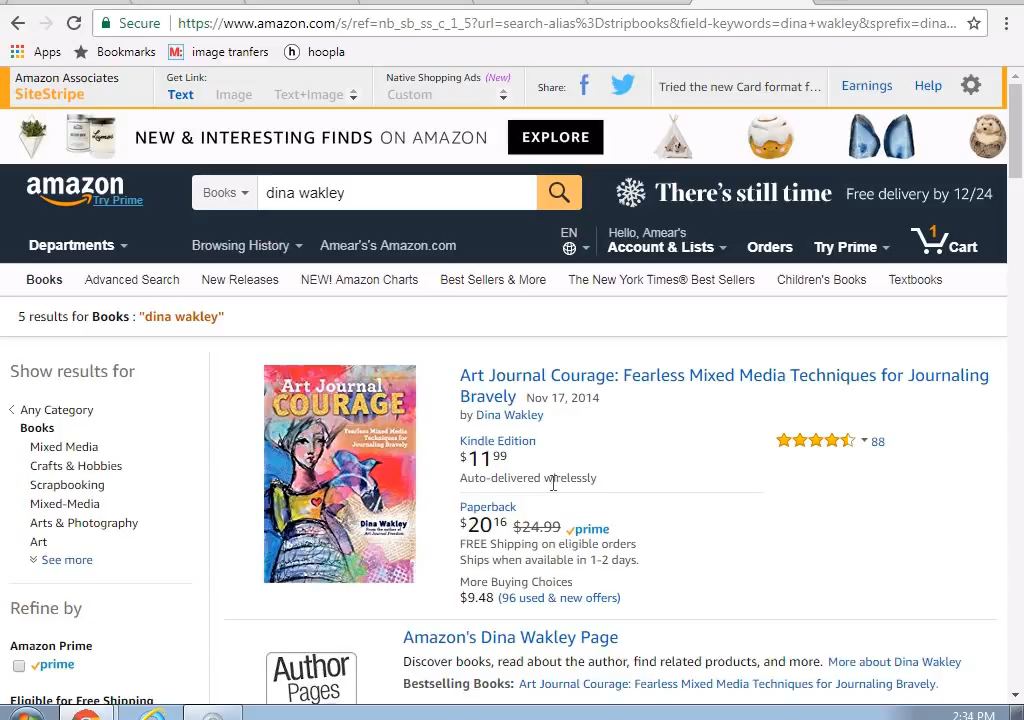 Secure https://www.amazon.com/s/ref=nb_sb_ss_c_1_5?url=search-alias%3Dstripbooks&field-keywords=dina+wakley&sprefix=dina...
Apps Bookmarks M: image tranfers h hoopla
Amazon Associates
SiteStripe
Get Link:
Text Image Text+Image
Native Shopping Ads (New)
Custom
Share:
Tried the new Card format f...
Earnings Help
NEW & INTERESTING FINDS ON AMAZON EXPLORE
amazon
Try Prime
Books dina wakley
There's still time Free delivery by 12/24
Departments Browsing History Amear's's Amazon.com
EN
Hello, Amear's
Account & Lists Orders Try Prime
1
Cart
Books Advanced Search New Releases NEW! Amazon Charts Best Sellers & More The New York Times® Best Sellers Children's Books Textbooks
5 results for Books : "dina wakley"
Show results for
Any Category
Books
Mixed Media
Crafts & Hobbies
Scrapbooking
Mixed-Media
Arts & Photography
Art
See more
Refine by
Amazon Prime
prime
Eligible for Free Shipping
Art Journal
COURAGE
Fearless Mixed Media
Techniques for
Journaling Bravely
Dina Wakley
From the author of
Art Journal Freedom
Art Journal Courage: Fearless Mixed Media Techniques for Journaling
Bravely Nov 17, 2014
by Dina Wakley
Kindle Edition
$11 99
Auto-delivered wirelessly
88
Paperback
$20 16 $24.99 prime
FREE Shipping on eligible orders
Ships when available in 1-2 days.
More Buying Choices
$9.48 (96 used & new offers)
Author
Pages
Amazon's Dina Wakley Page
Discover books, read about the author, find related products, and more. More about Dina Wakley
Bestselling Books: Art Journal Courage: Fearless Mixed Media Techniques for Journaling Bravely.
2:34 PM